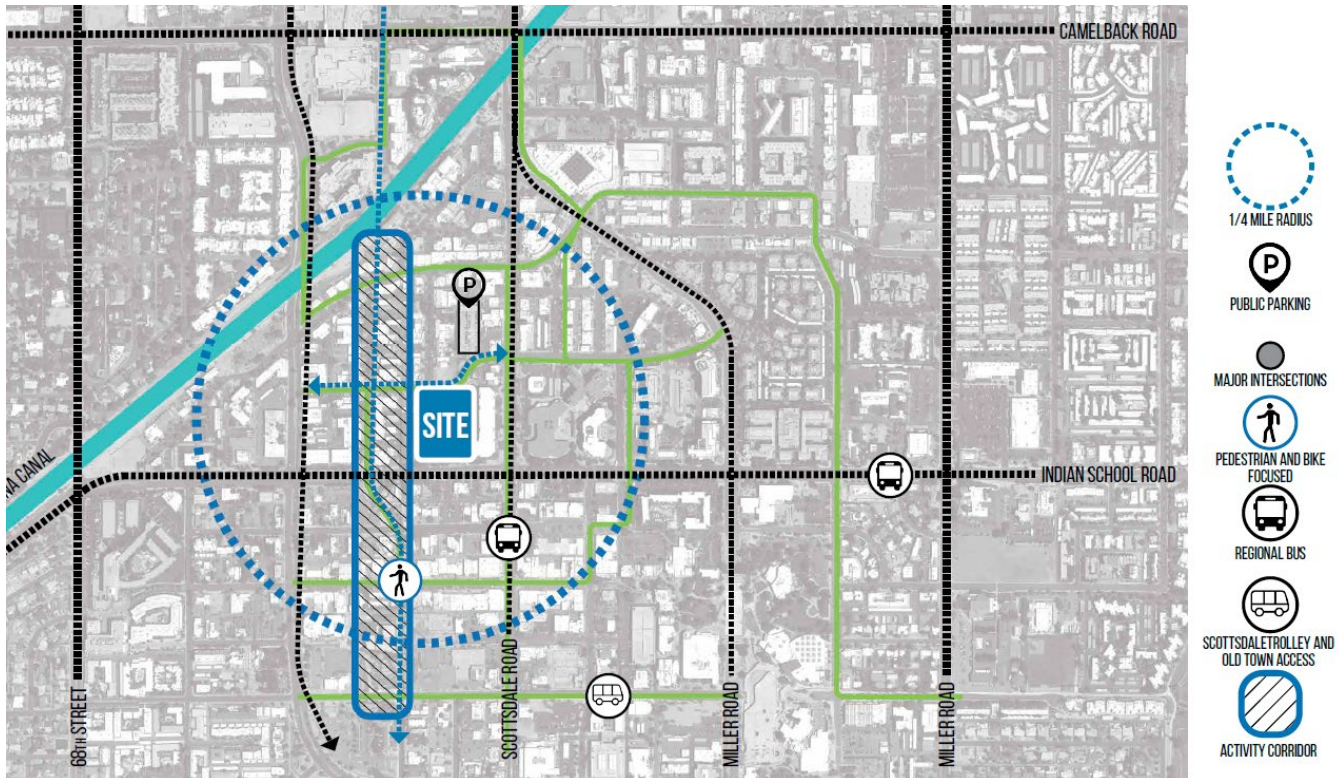 CAMELBACK ROAD
P
SITE
NA CANAL
INDIAN SCHOOL ROAD
68TH STREET
SCOTTSDALE ROAD
MILLER ROAD
MILLER ROAD
1/4 MILE RADIUS
P
PUBLIC PARKING
MAJOR INTERSECTIONS
PEDESTRIAN AND BIKE
FOCUSED
REGIONAL BUS
SCOTTSDALETROLLEY AND
OLD TOWN ACCESS
ACTIVITY CORRIDOR